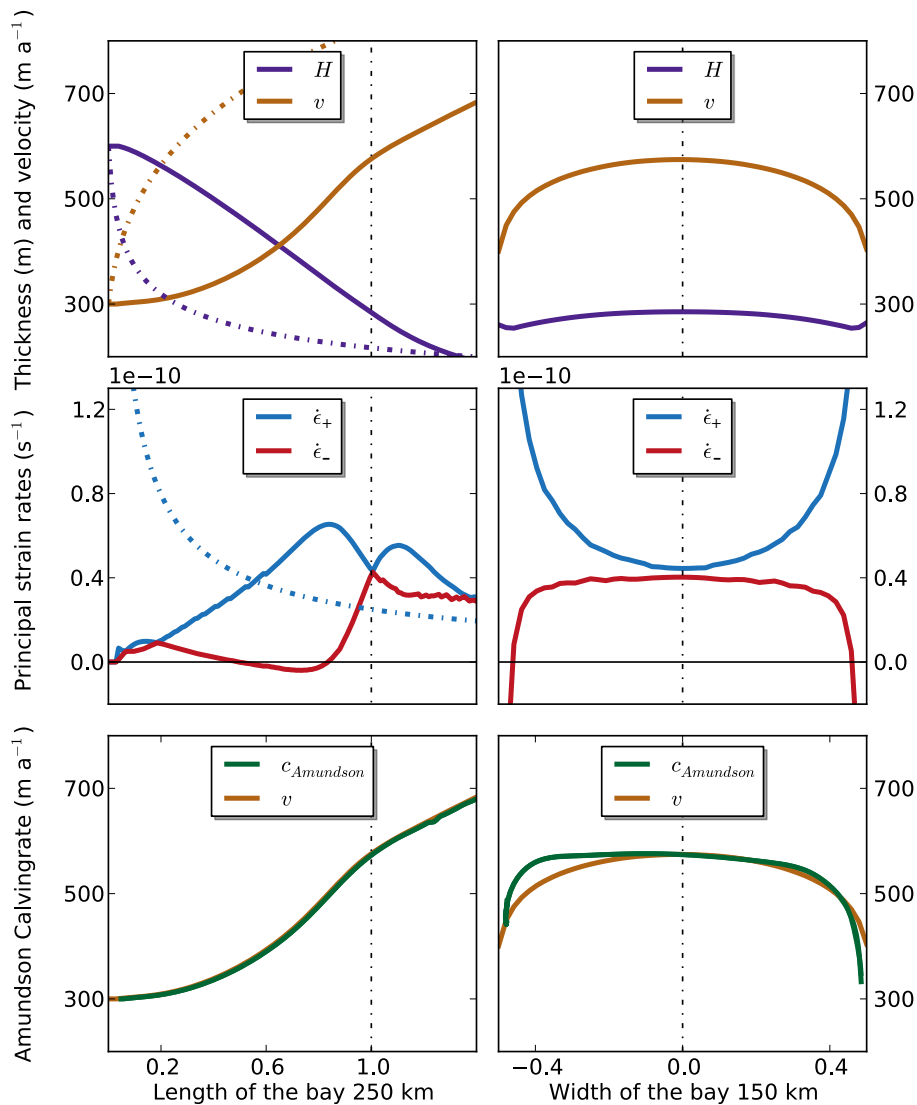 Thickness (m) and velocity (m a⁻¹)
H
v
700
500
300
H
v
700
500
300
Principal strain rates (s⁻¹)
1e−10
ϵ̇₊
ϵ̇₋
1.2
0.8
0.4
0.0
1e−10
ϵ̇₊
ϵ̇₋
1.2
0.8
0.4
0.0
Amundson Calvingrate (m a⁻¹)
c_Amundson
v
700
500
300
0.2 0.6 1.0
Length of the bay 250 km
c_Amundson
v
700
500
300
−0.4 0.0 0.4
Width of the bay 150 km